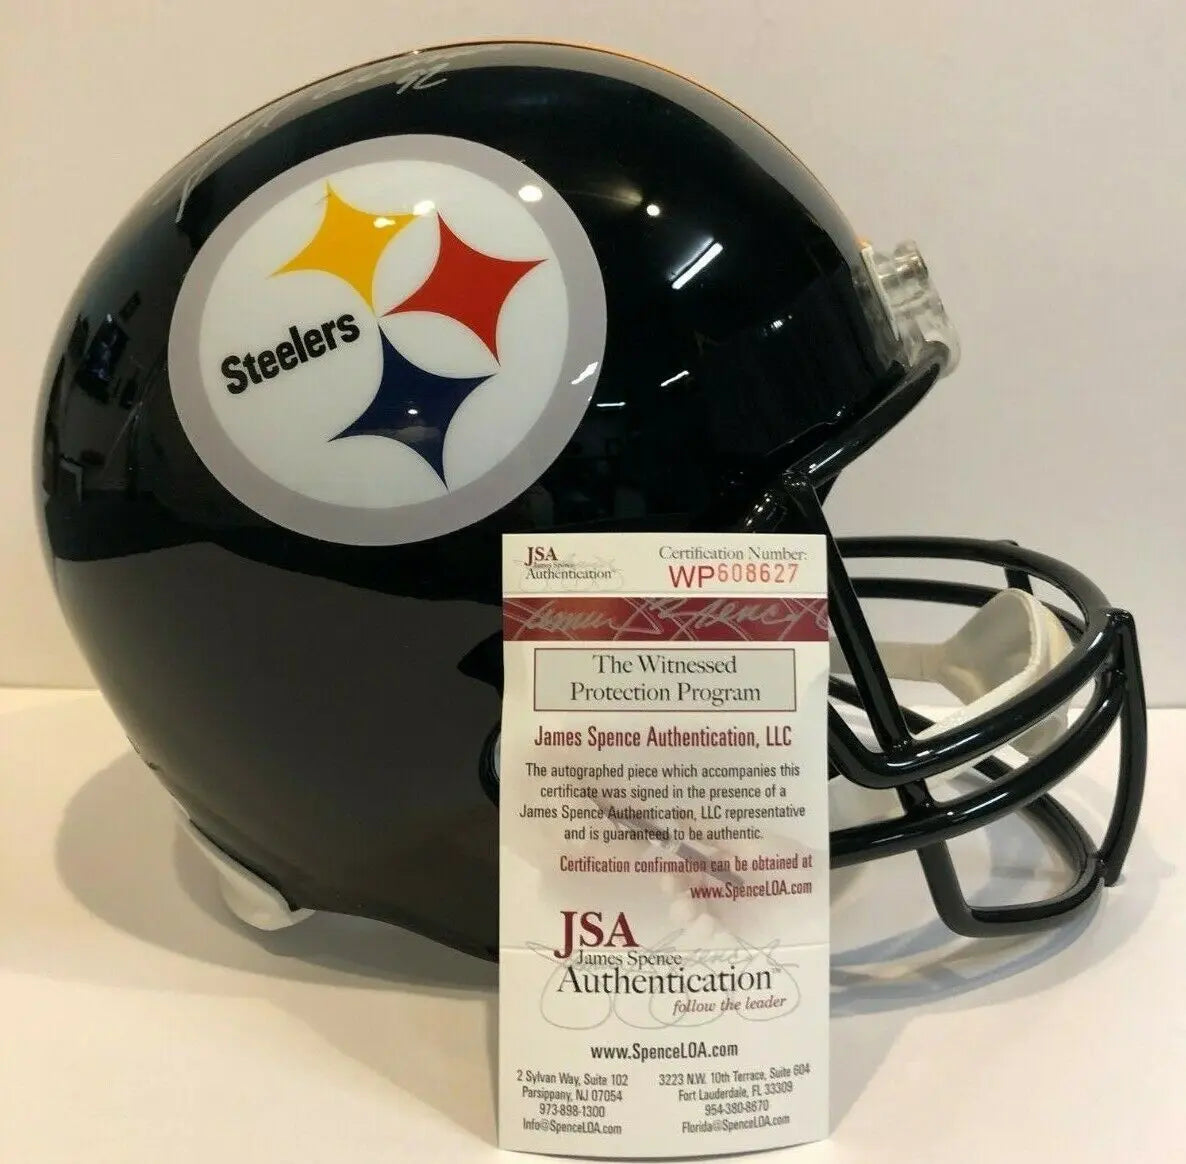 92
Steelers
JSA
James Spence
Authentication
Certification Number:
WP608627
James Spence
The Witnessed
Protection Program
James Spence Authentication, LLC
The autographed piece which accompanies this
certificate was signed in the presence of a
James Spence Authentication, LLC representative
and is guaranteed to be authentic.
Certification confirmation can be obtained at
www.SpenceLOA.com
JSA
James Spence
Authentication™
follow the leader
www.SpenceLOA.com
2 Sylvan Way, Suite 102
Parsippany, NJ 07054
973-898-1300
Info@SpenceLOA.com
3223 N.W. 10th Terrace, Suite 604
Fort Lauderdale, FL 33309
954-380-8670
Florida@SpenceLOA.com